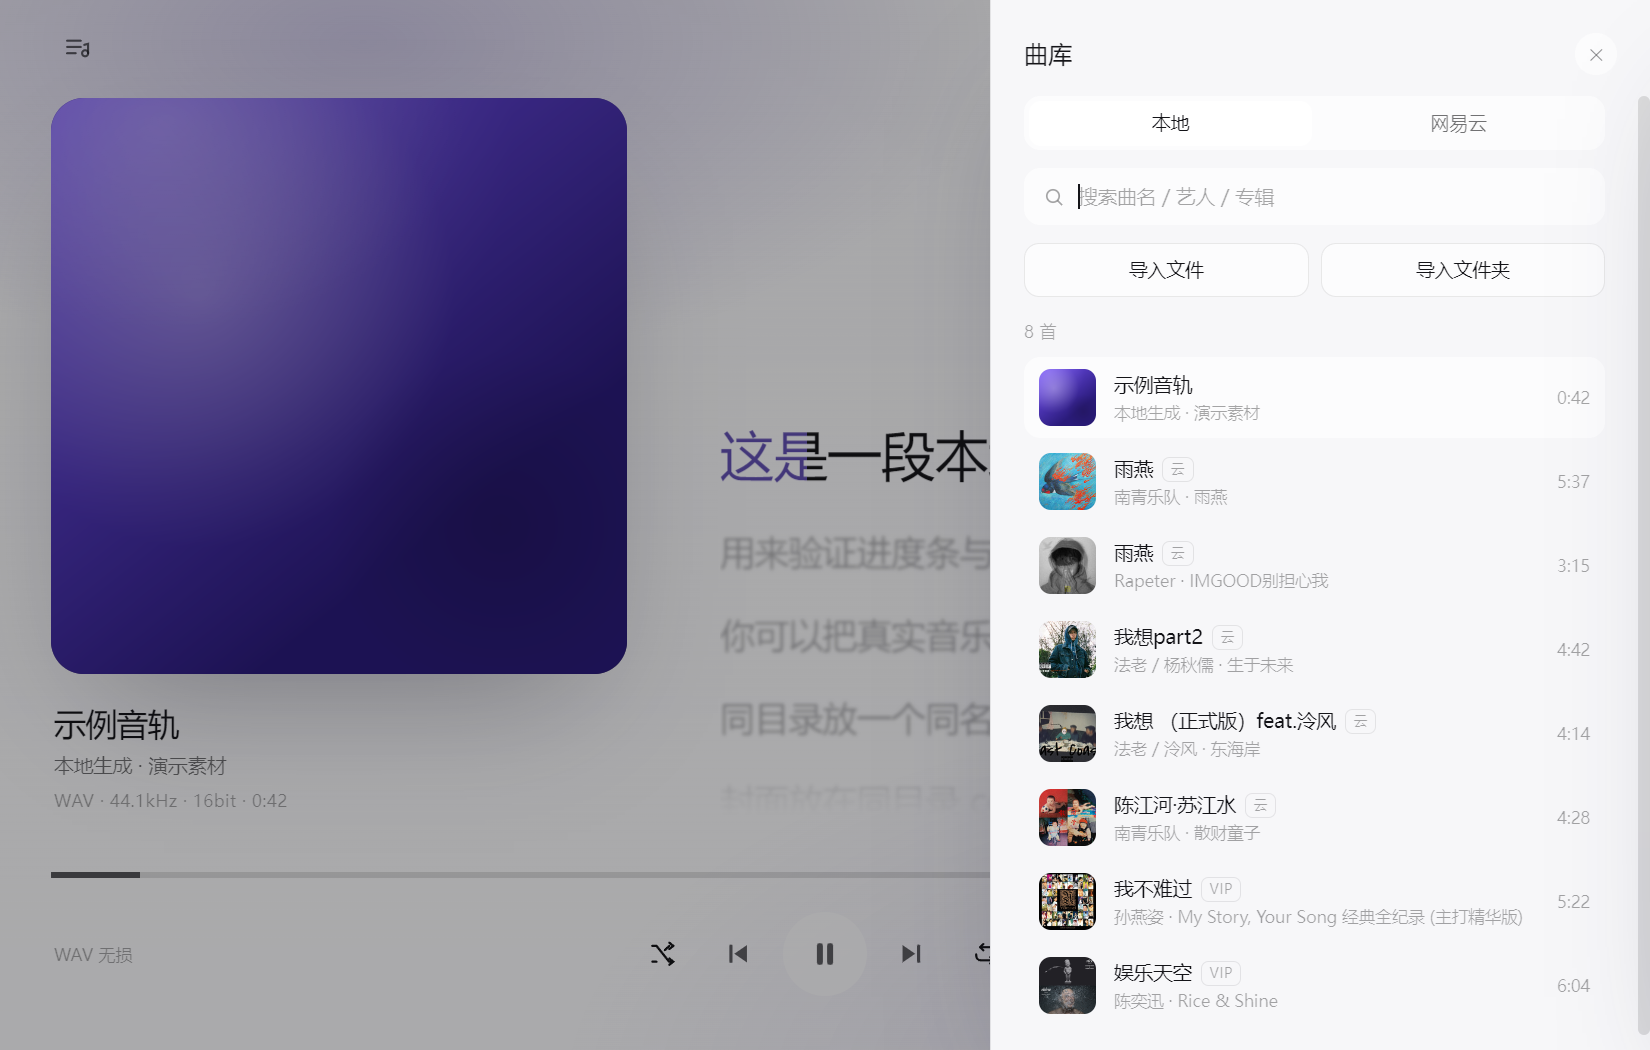 曲库
本地
网易云
搜索曲名 / 艺人 / 专辑
导入文件
导入文件夹
8 首
示例音轨
本地生成 · 演示素材
0:42
雨燕 云
南青乐队 · 雨燕
5:37
雨燕 云
Rapeter · IMGOOD别担心我
3:15
我想part2 云
法老 / 杨秋儒 · 生于未来
4:42
我想 （正式版）feat.泠风 云
法老 / 泠风 · 东海岸
4:14
陈江河·苏江水 云
南青乐队 · 散财童子
4:28
我不难过 VIP
孙燕姿 · My Story, Your Song 经典全纪录 (主打精华版)
5:22
娱乐天空 VIP
陈奕迅 · Rice & Shine
6:04
这是一段本
用来验证进度条与
你可以把真实音乐
同目录放一个同名
封面放在同目录
示例音轨
本地生成 · 演示素材
WAV · 44.1kHz · 16bit · 0:42
WAV 无损